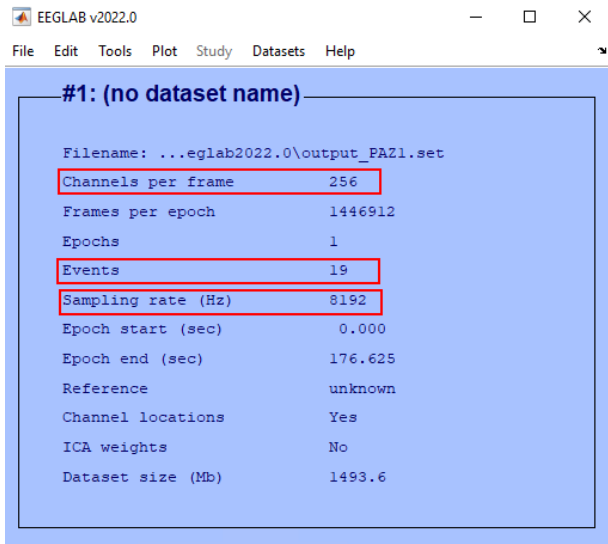 EEGLAB v2022.0
File Edit Tools Plot Study Datasets Help
#1: (no dataset name)
Filename: ...eglab2022.0\output_PAZ1.set
Channels per frame 256
Frames per epoch 1446912
Epochs 1
Events 19
Sampling rate (Hz) 8192
Epoch start (sec) 0.000
Epoch end (sec) 176.625
Reference unknown
Channel locations Yes
ICA weights No
Dataset size (Mb) 1493.6